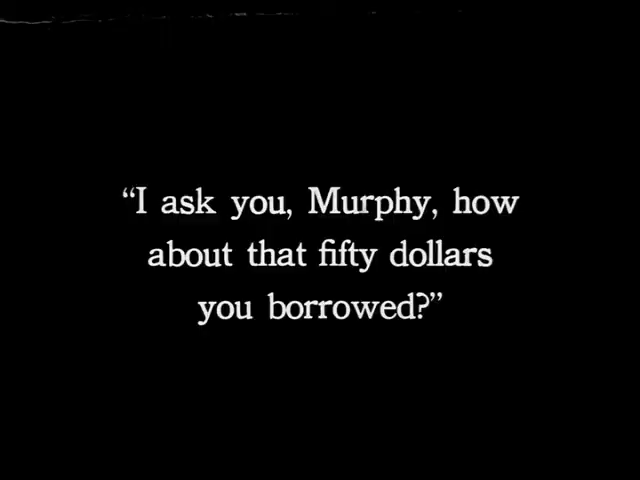 “I ask you, Murphy, how
about that fifty dollars
you borrowed?”